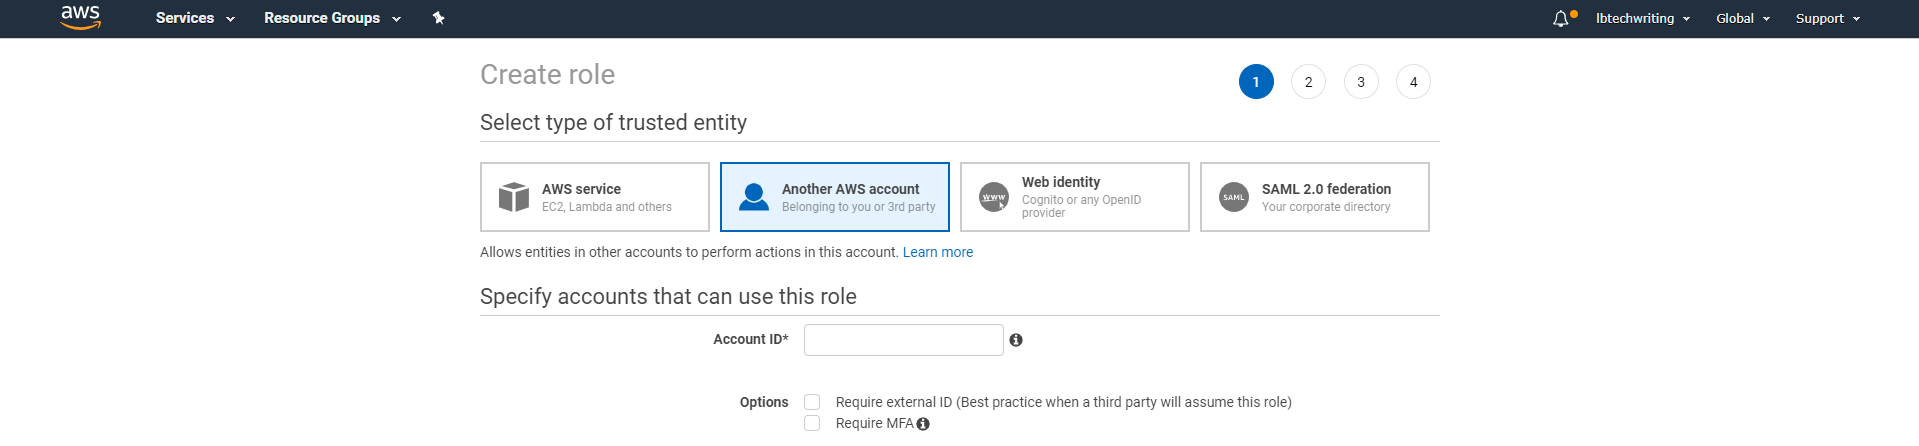 aws Services Resource Groups lbtechwriting Global Support
Create role 1 2 3 4
Select type of trusted entity
AWS service
EC2, Lambda and others
Another AWS account
Belonging to you or 3rd party
www
Web identity
Cognito or any OpenID
provider
SAML
SAML 2.0 federation
Your corporate directory
Allows entities in other accounts to perform actions in this account. Learn more
Specify accounts that can use this role
Account ID*
Options Require external ID (Best practice when a third party will assume this role)
Require MFA